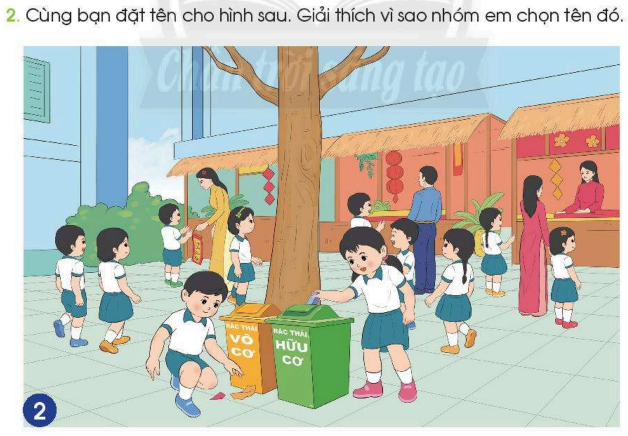 2. Cùng bạn đặt tên cho hình sau. Giải thích vì sao nhóm em chọn tên đó.
Chân trời sáng tạo
RÁC THẢI
VÔ
CƠ
RÁC THẢI
HỮU
CƠ
2